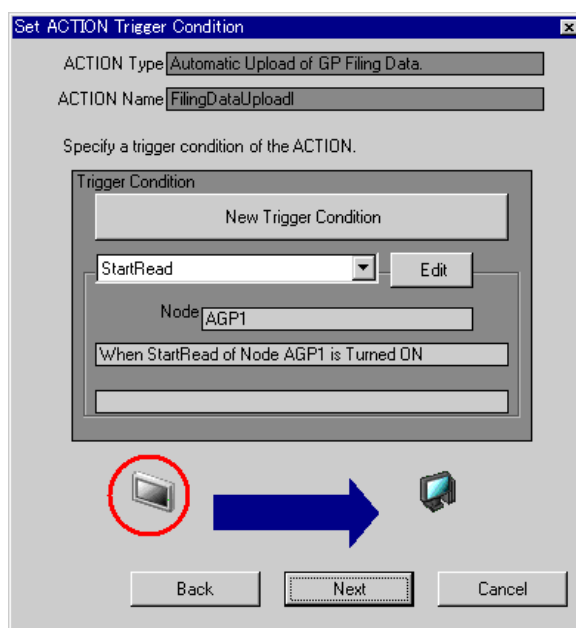 Set ACTION Trigger Condition
ACTION Type Automatic Upload of GP Filing Data.
ACTION Name FilingDataUploadl
Specify a trigger condition of the ACTION.
Trigger Condition
New Trigger Condition
StartRead Edit
Node AGP1
When StartRead of Node AGP1 is Turned ON
Back Next Cancel